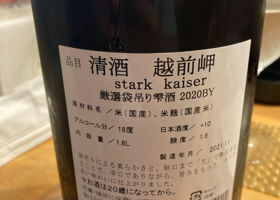 品目 清酒 越前岬
stark kaiser
厳選袋吊り雫酒 2020BY
原材料名／米(国産)、米麹(国産米)
アルコール分／18度 日本酒度／+10
内容量／1.8L 酸度／1.6
製造年月／2021.11
お酒は20歳になってから。